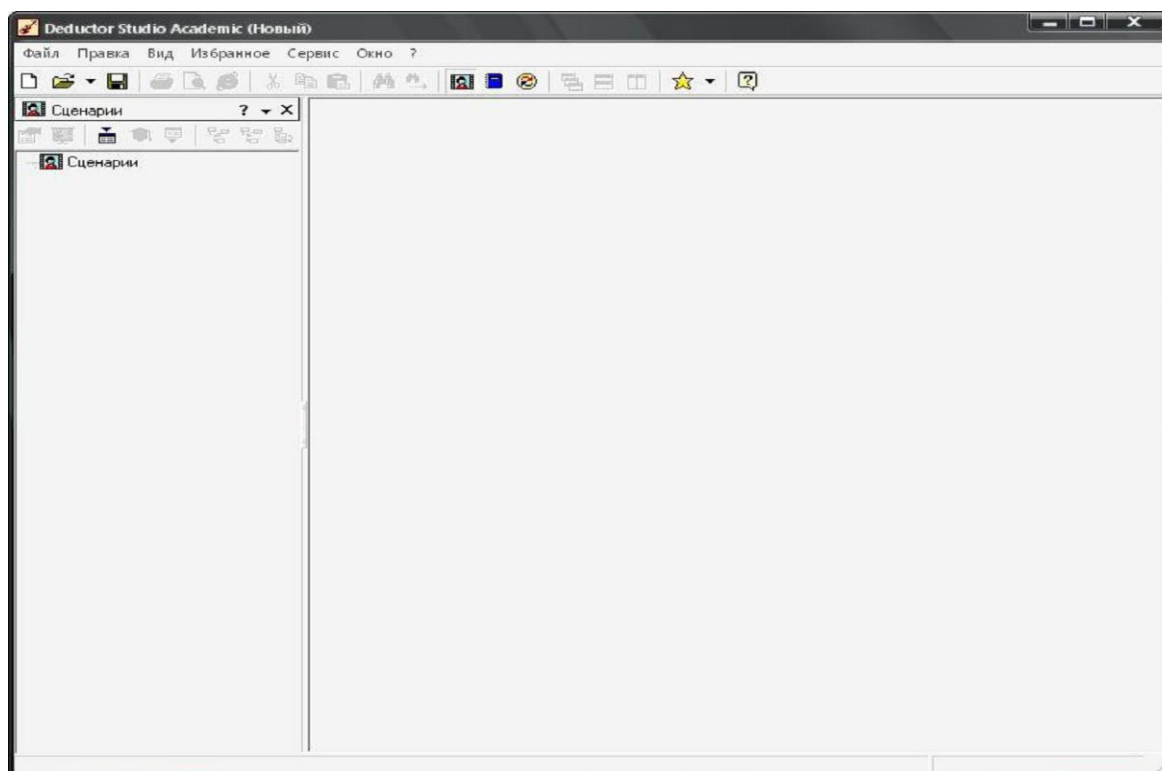 Deductor Studio Academic (Новый)
Файл Правка Вид Избранное Сервис Окно ?
Сценарии ?
Сценарии